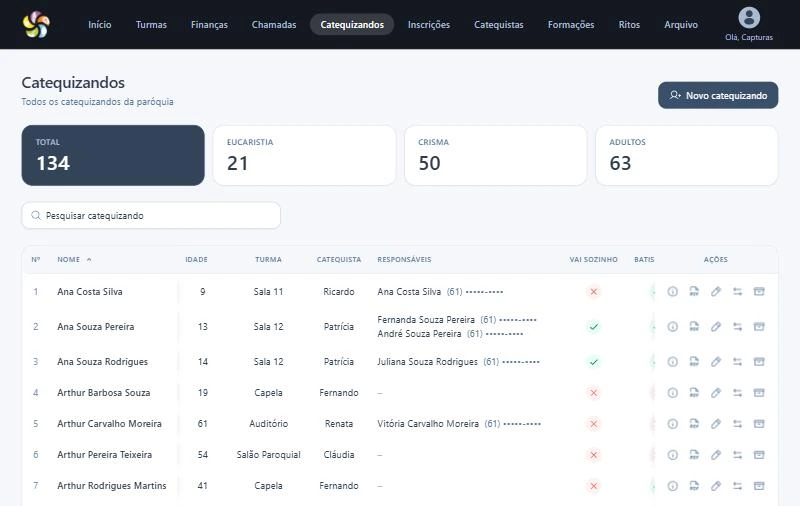 Início Turmas Finanças Chamadas Catequizandos Inscrições Catequistas Formações Ritos Arquivo Olá, Capturas
Catequizandos
Todos os catequizandos da paróquia
Novo catequizando
TOTAL EUCARISTIA CRISMA ADULTOS
134 21 50 63
Pesquisar catequizando
Nº NOME IDADE TURMA CATEQUISTA RESPONSÁVEIS VAI SOZINHO BATIS AÇÕES
1 Ana Costa Silva 9 Sala 11 Ricardo Ana Costa Silva (61) •••••-••••
2 Ana Souza Pereira 13 Sala 12 Patrícia Fernanda Souza Pereira (61) •••••-••••
André Souza Pereira (61) •••••-••••
3 Ana Souza Rodrigues 14 Sala 12 Patrícia Juliana Souza Rodrigues (61) •••••-••••
4 Arthur Barbosa Souza 19 Capela Fernando –
5 Arthur Carvalho Moreira 61 Auditório Renata Vitória Carvalho Moreira (61) •••••-••••
6 Arthur Pereira Teixeira 54 Salão Paroquial Cláudia –
7 Arthur Rodrigues Martins 41 Capela Fernando –